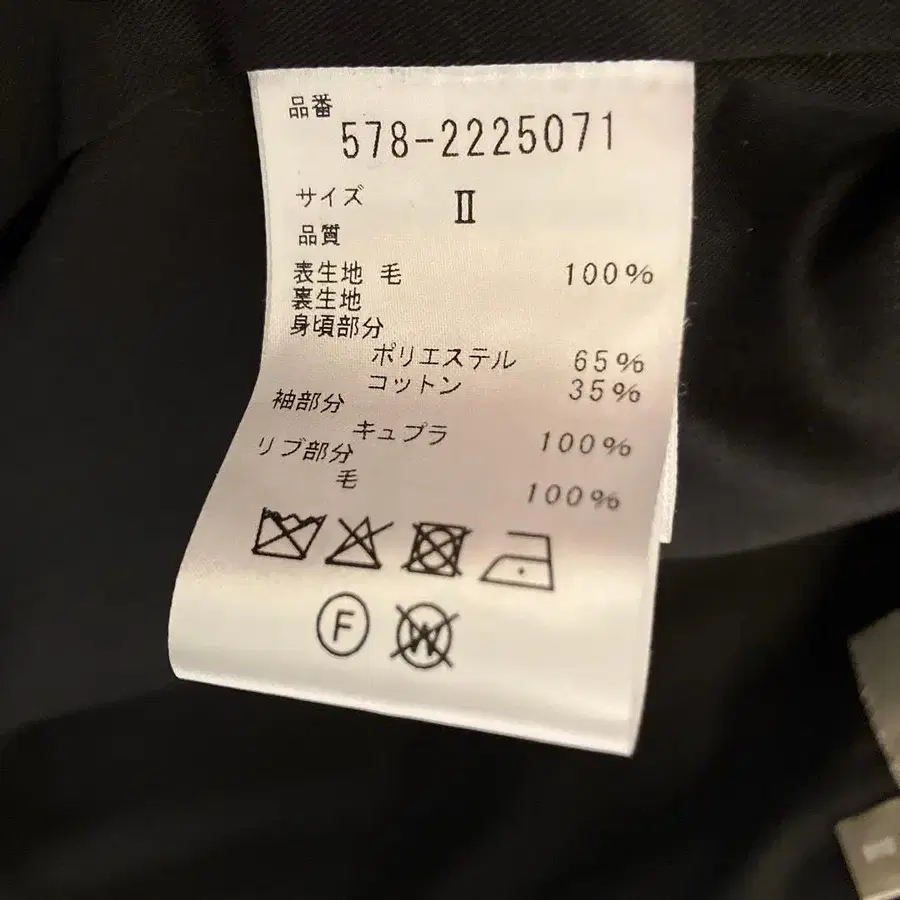 品番
578-2225071
サイズ Ⅱ
品質
表生地 毛 100%
裏生地
身頃部分
ポリエステル 65%
コットン 35%
袖部分
キュプラ 100%
リブ部分
毛 100%
F W